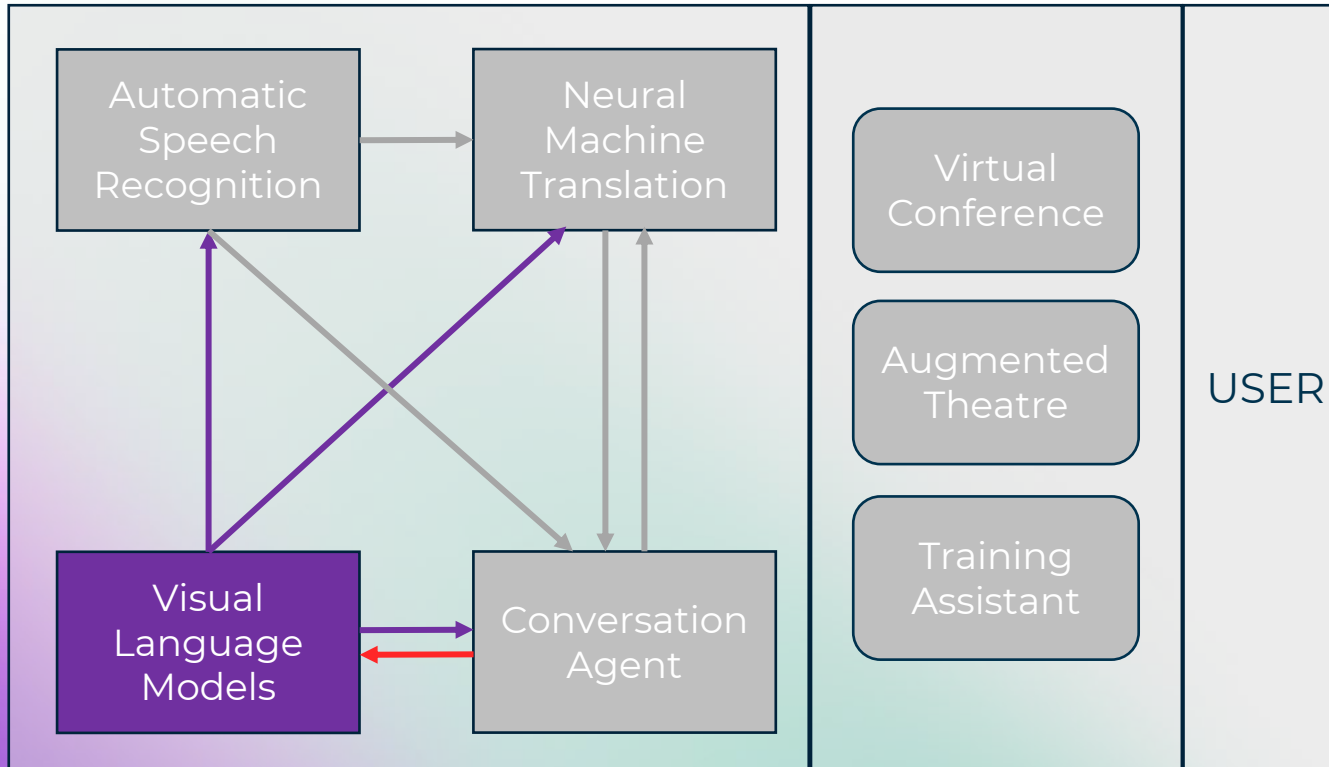 Automatic
Speech
Recognition
Neural
Machine
Translation
Visual
Language
Models
Conversation
Agent
Virtual
Conference
Augmented
Theatre
Training
Assistant
USER